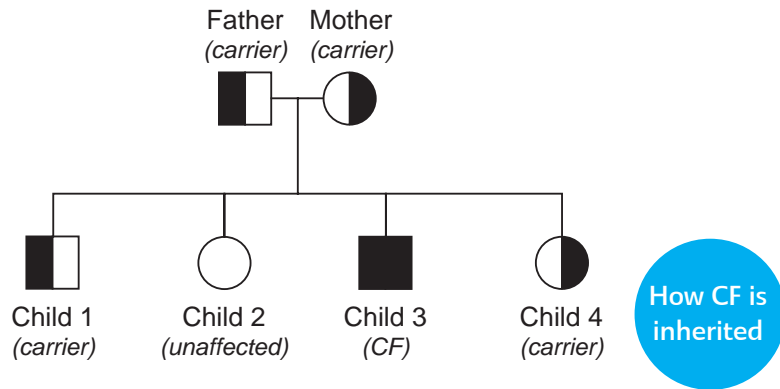 Father Mother
(carrier) (carrier)
Child 1 Child 2 Child 3 Child 4
(carrier) (unaffected) (CF) (carrier)
How CF is
inherited